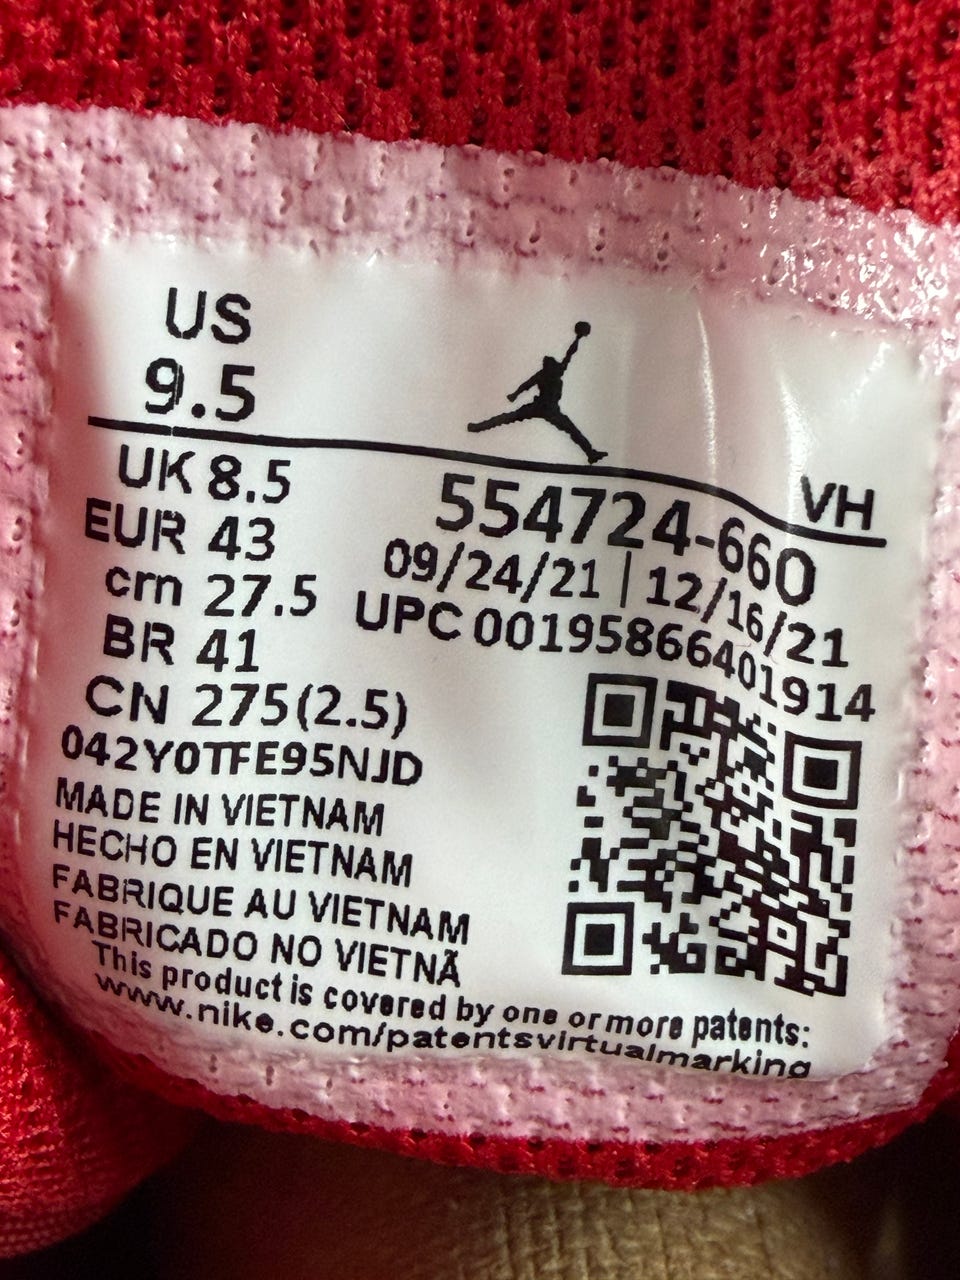 US
9.5
VH
UK 8.5
EUR 43
cm 27.5
BR 41
CN 275(2.5)
554724-660
09/24/21 | 12/16/21
UPC 00195866401914
042Y0TFE95NJD
MADE IN VIETNAM
HECHO EN VIETNAM
FABRIQUE AU VIETNAM
FABRICADO NO VIETNÃ
This product is covered by one or more patents:
www.nike.com/patentsvirtualmarking